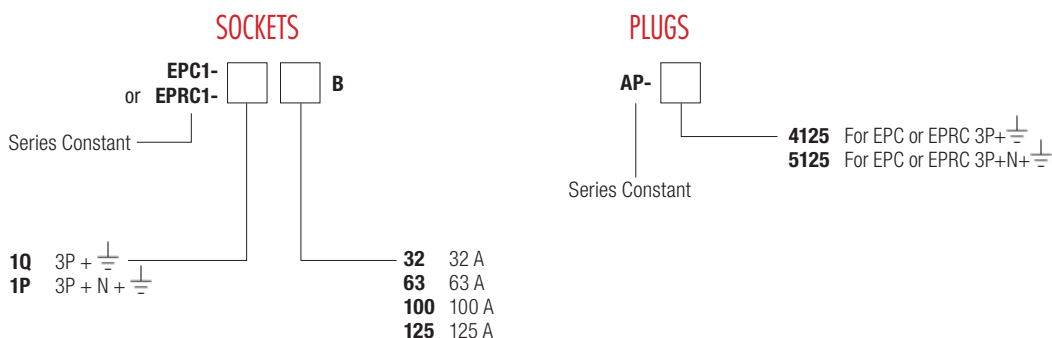 SOCKETS
EPC1-
or EPRC1- B
Series Constant
1Q 3P + ⏚
1P 3P + N + ⏚
32 32 A
63 63 A
100 100 A
125 125 A
PLUGS
AP-
4125 For EPC or EPRC 3P+⏚
5125 For EPC or EPRC 3P+N+⏚
Series Constant